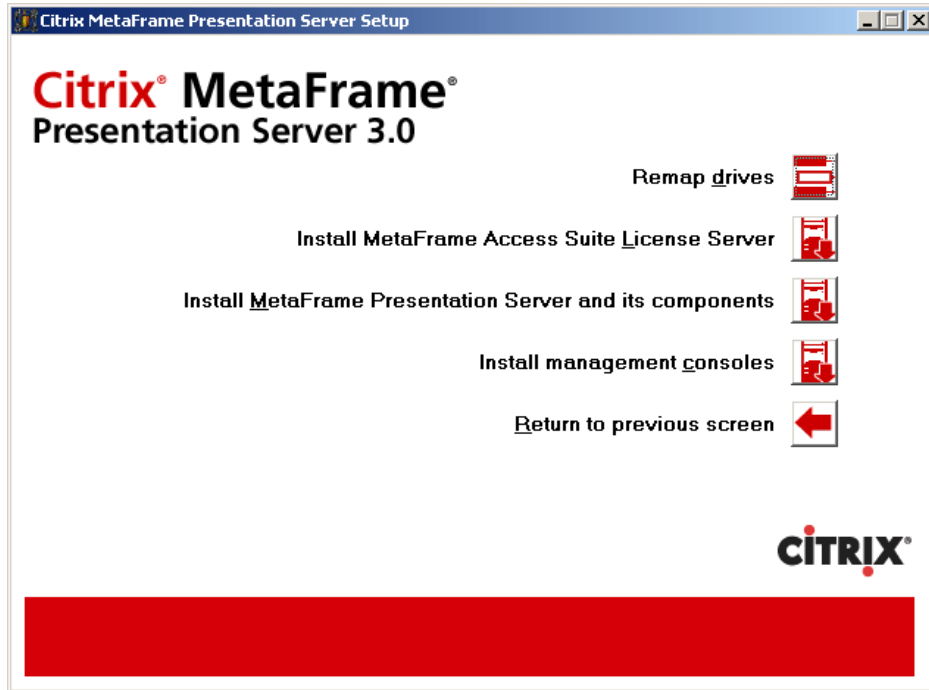 Citrix MetaFrame Presentation Server Setup
Citrix® MetaFrame®
Presentation Server 3.0
Remap drives
Install MetaFrame Access Suite License Server
Install MetaFrame Presentation Server and its components
Install management consoles
Return to previous screen
CITRIX®